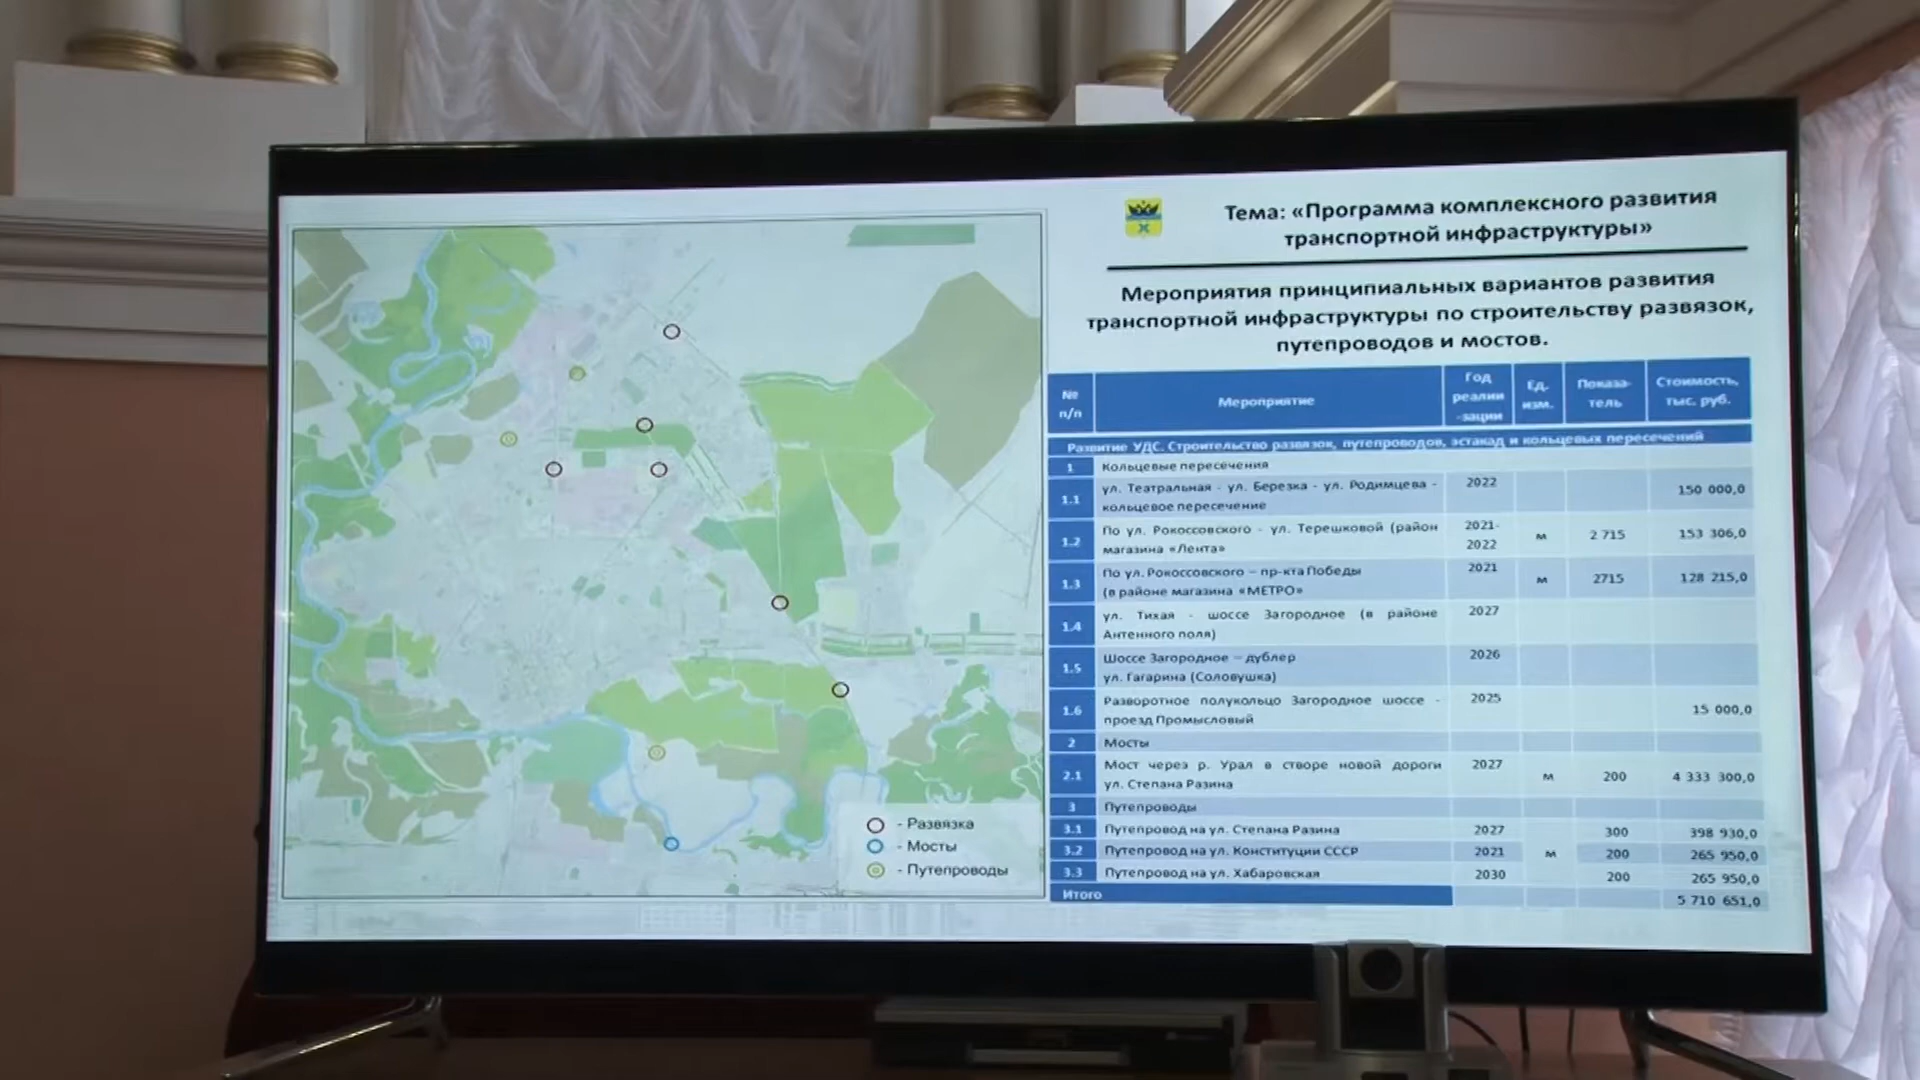 Тема: «Программа комплексного развития
транспортной инфраструктуры»
Мероприятия принципиальных вариантов развития
транспортной инфраструктуры по строительству развязок,
путепроводов и мостов.
№ п/п Мероприятие Год реализации Ед. изм. Показатель Стоимость, тыс. руб.
Развитие УДС. Строительство развязок, путепроводов, эстакад и кольцевых пересечений
1 Кольцевые пересечения
1.1 ул. Театральная - ул. Березка - ул. Родимцева - 2022 150 000,0
кольцевое пересечение
1.2 По ул. Рокоссовского - ул. Терешковой (район 2021- м 2 715 153 306,0
магазина «Лента» 2022
1.3 По ул. Рокоссовского – пр-кта Победы 2021 м 2715 128 215,0
(в районе магазина «МЕТРО»
1.4 ул. Тихая - шоссе Загородное (в районе 2027
Антенного поля)
1.5 Шоссе Загородное – дублер 2026
ул. Гагарина (Соловушка)
1.6 Разворотное полукольцо Загородное шоссе - 2025 15 000,0
проезд Промысловый
2 Мосты
2.1 Мост через р. Урал в створе новой дороги 2027 м 200 4 333 300,0
ул. Степана Разина
3 Путепроводы
3.1 Путепровод на ул. Степана Разина 2027 300 398 930,0
3.2 Путепровод на ул. Конституции СССР 2021 м 200 265 950,0
3.3 Путепровод на ул. Хабаровская 2030 200 265 950,0
Итого 5 710 651,0
- Развязка
- Мосты
- Путепроводы